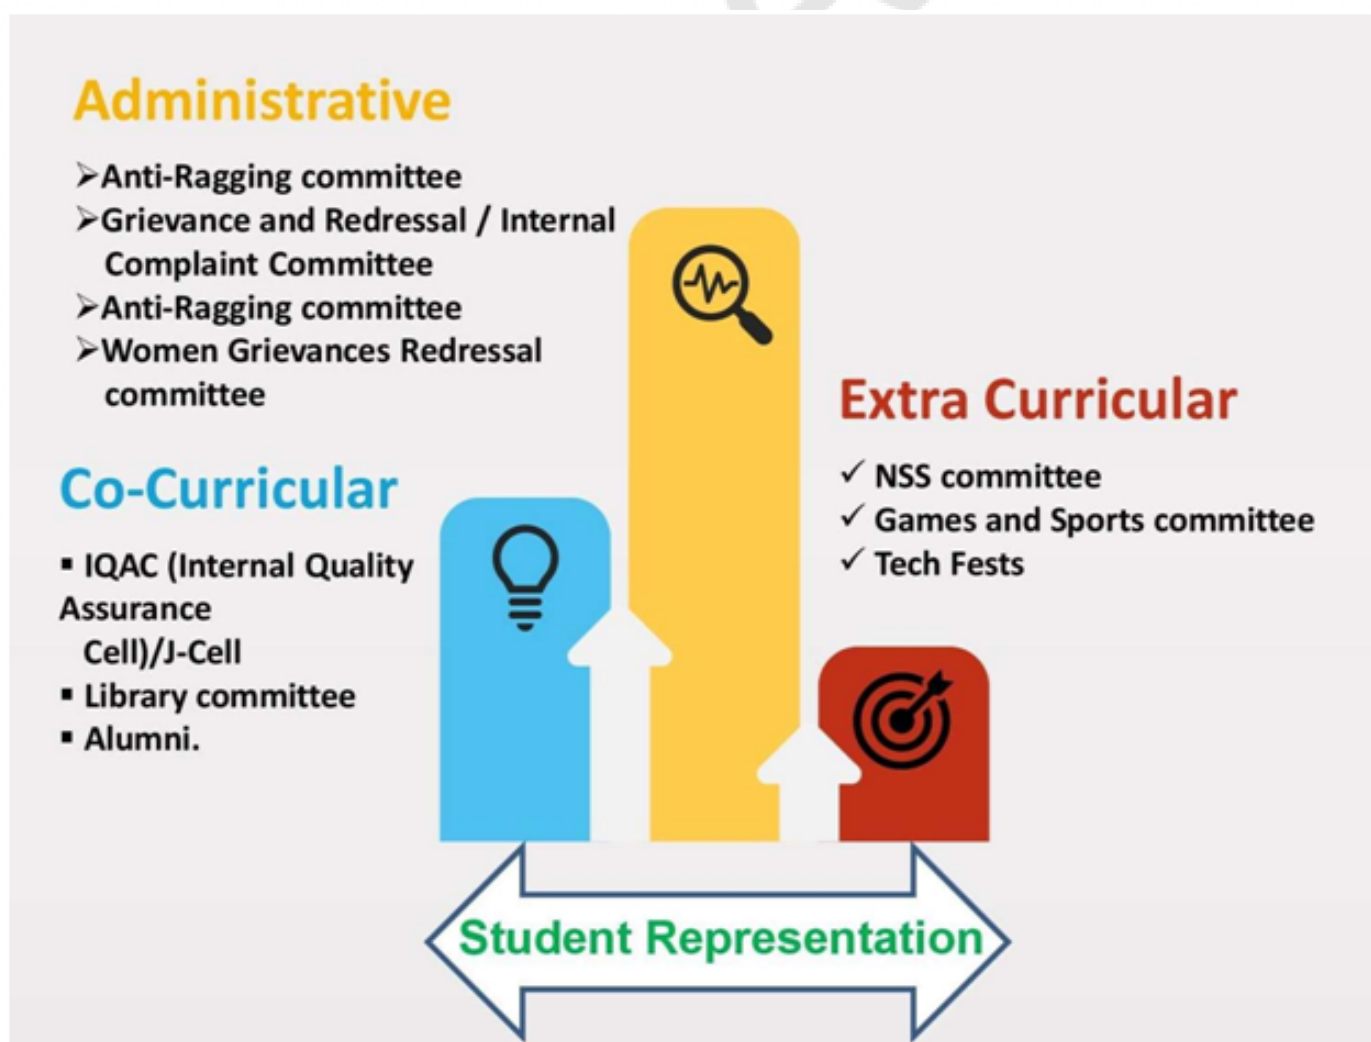 Administrative
➢Anti-Ragging committee
➢Grievance and Redressal / Internal
Complaint Committee
➢Anti-Ragging committee
➢Women Grievances Redressal
committee
Co-Curricular
▪ IQAC (Internal Quality
Assurance
Cell)/J-Cell
▪ Library committee
▪ Alumni.
Extra Curricular
✓ NSS committee
✓ Games and Sports committee
✓ Tech Fests
Student Representation